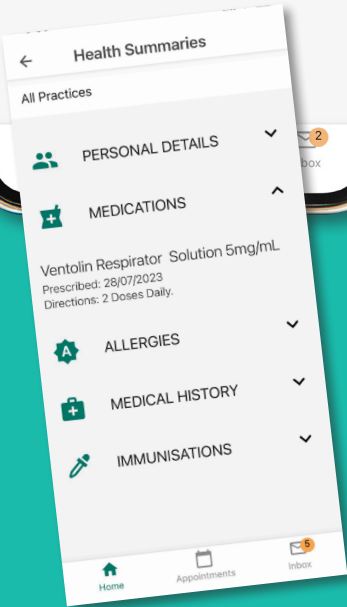 Health Summaries
All Practices
2
box
PERSONAL DETAILS
MEDICATIONS
Ventolin Respirator Solution 5mg/mL
Prescribed: 28/07/2023
Directions: 2 Doses Daily.
A
ALLERGIES
MEDICAL HISTORY
IMMUNISATIONS
5
Home
Appointments
Inbox